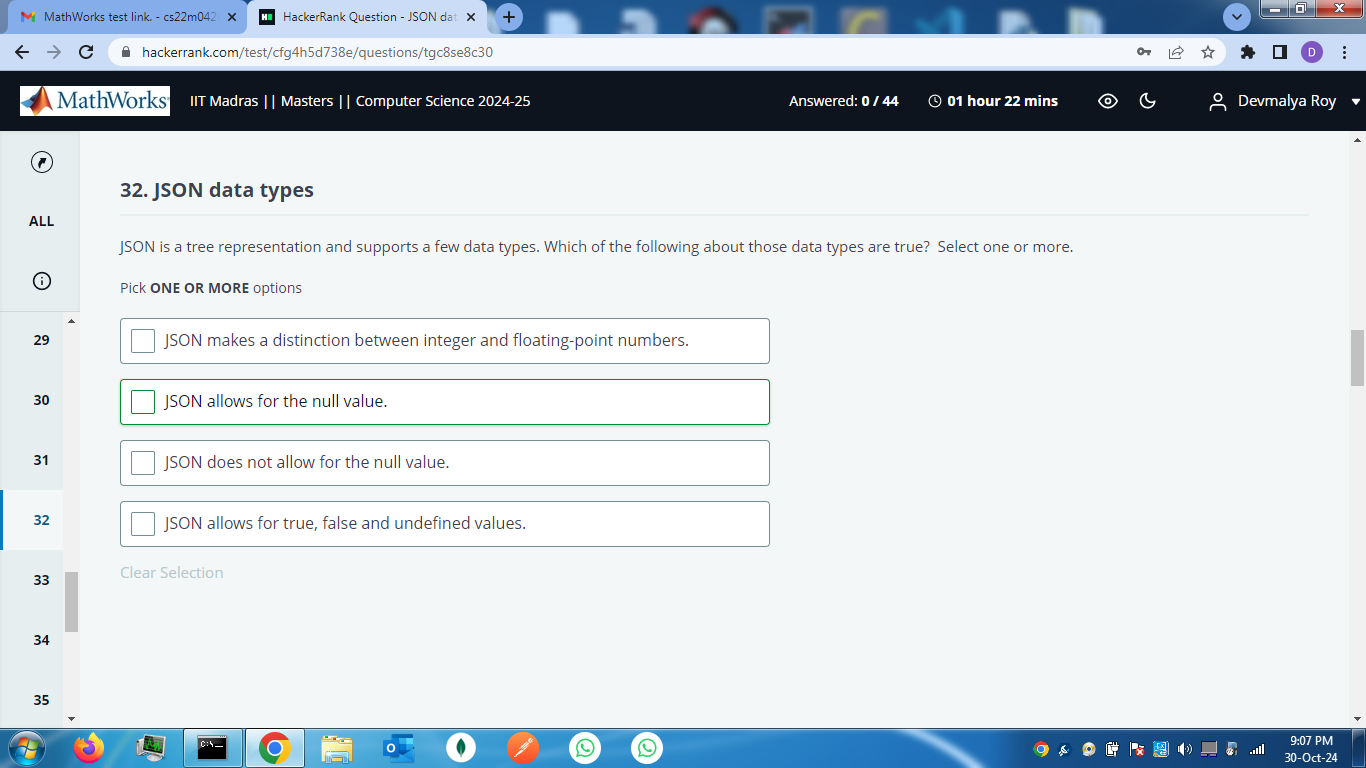 MathWorks test link. - cs22m042
HackerRank Question - JSON dat
hackerrank.com/test/cfg4h5d738e/questions/tgc8se8c30
D
MathWorks
IIT Madras || Masters || Computer Science 2024-25
Answered: 0 / 44
01 hour 22 mins
Devmalya Roy
ALL
29
30
31
32
33
34
35
32. JSON data types
JSON is a tree representation and supports a few data types. Which of the following about those data types are true? Select one or more.
Pick ONE OR MORE options
JSON makes a distinction between integer and floating-point numbers.
JSON allows for the null value.
JSON does not allow for the null value.
JSON allows for true, false and undefined values.
Clear Selection
9:07 PM
30-Oct-24